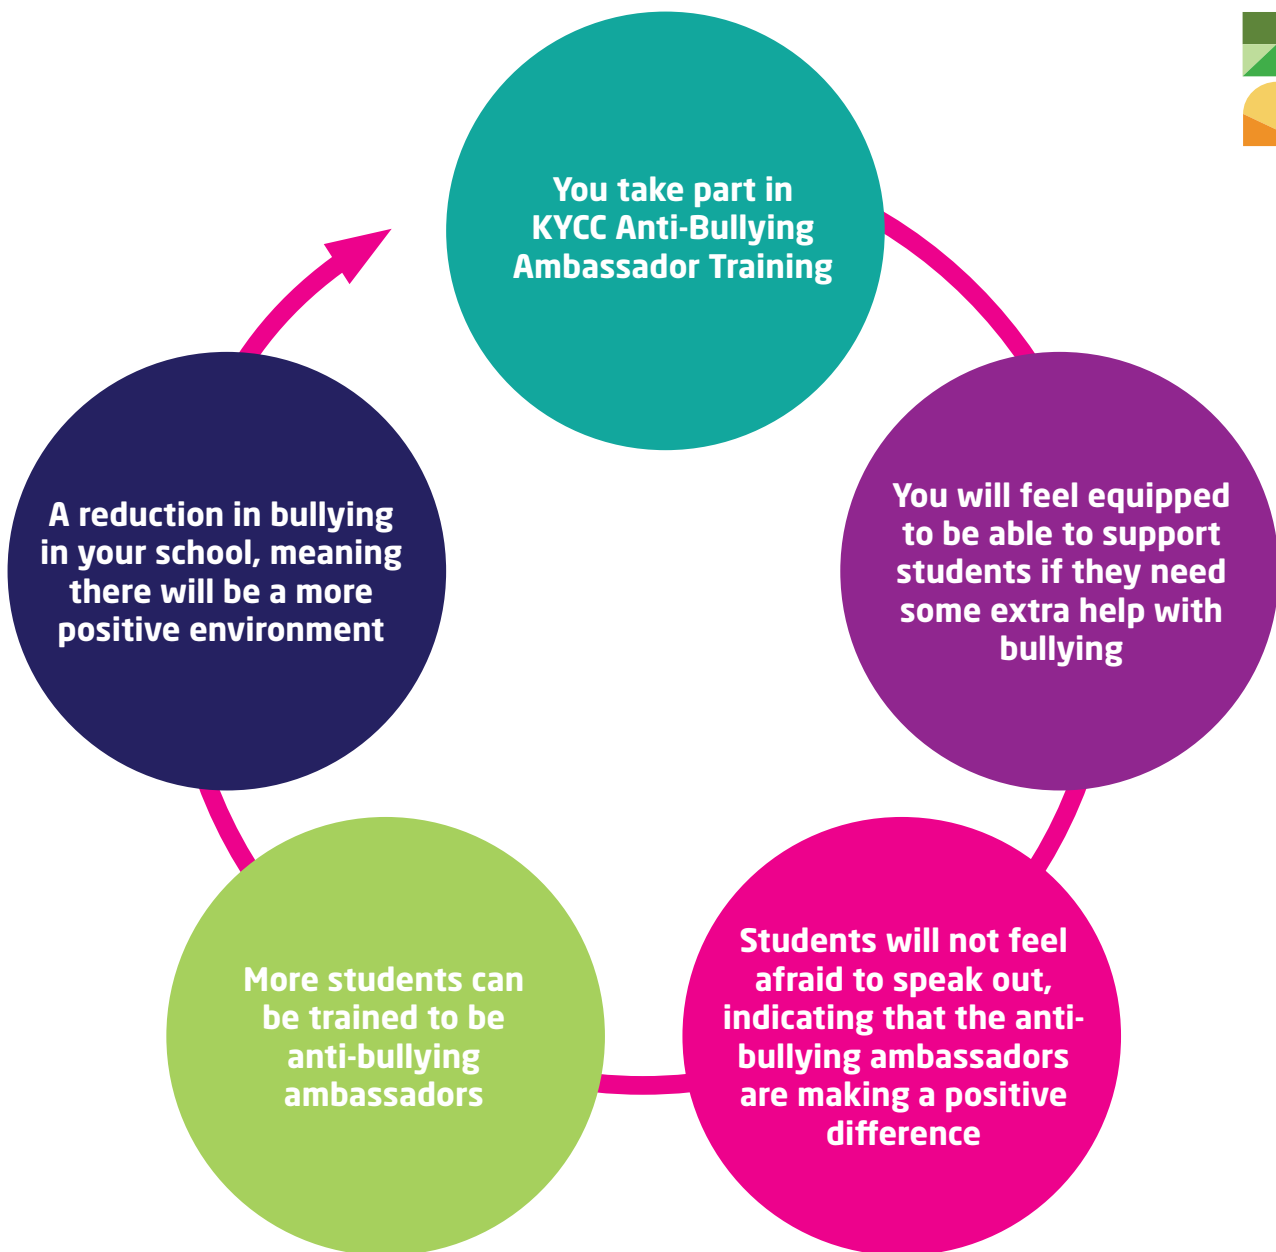 You take part in
KYCC Anti-Bullying
Ambassador Training
You will feel equipped
to be able to support
students if they need
some extra help with
bullying
Students will not feel
afraid to speak out,
indicating that the anti-
bullying ambassadors
are making a positive
difference
More students can
be trained to be
anti-bullying
ambassadors
A reduction in bullying
in your school, meaning
there will be a more
positive environment